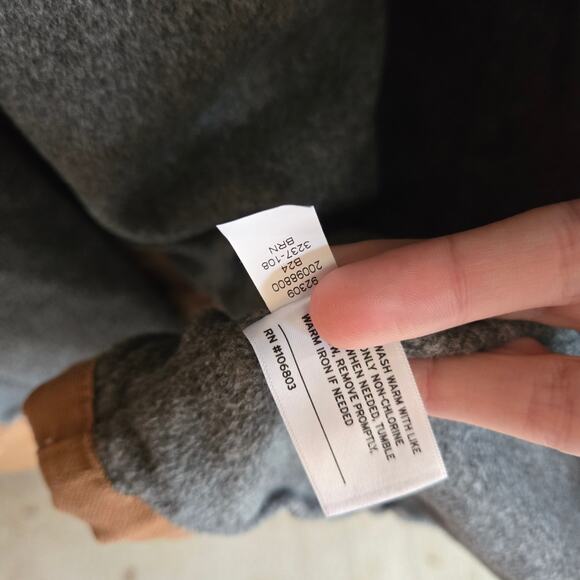 92309
20098800
B24
3237-108
BRN
WASH WARM WITH LIKE
ONLY NON-CHLORINE
WHEN NEEDED, TUMBLE
REMOVE PROMPTLY,
WARM IRON IF NEEDED
RN #106803